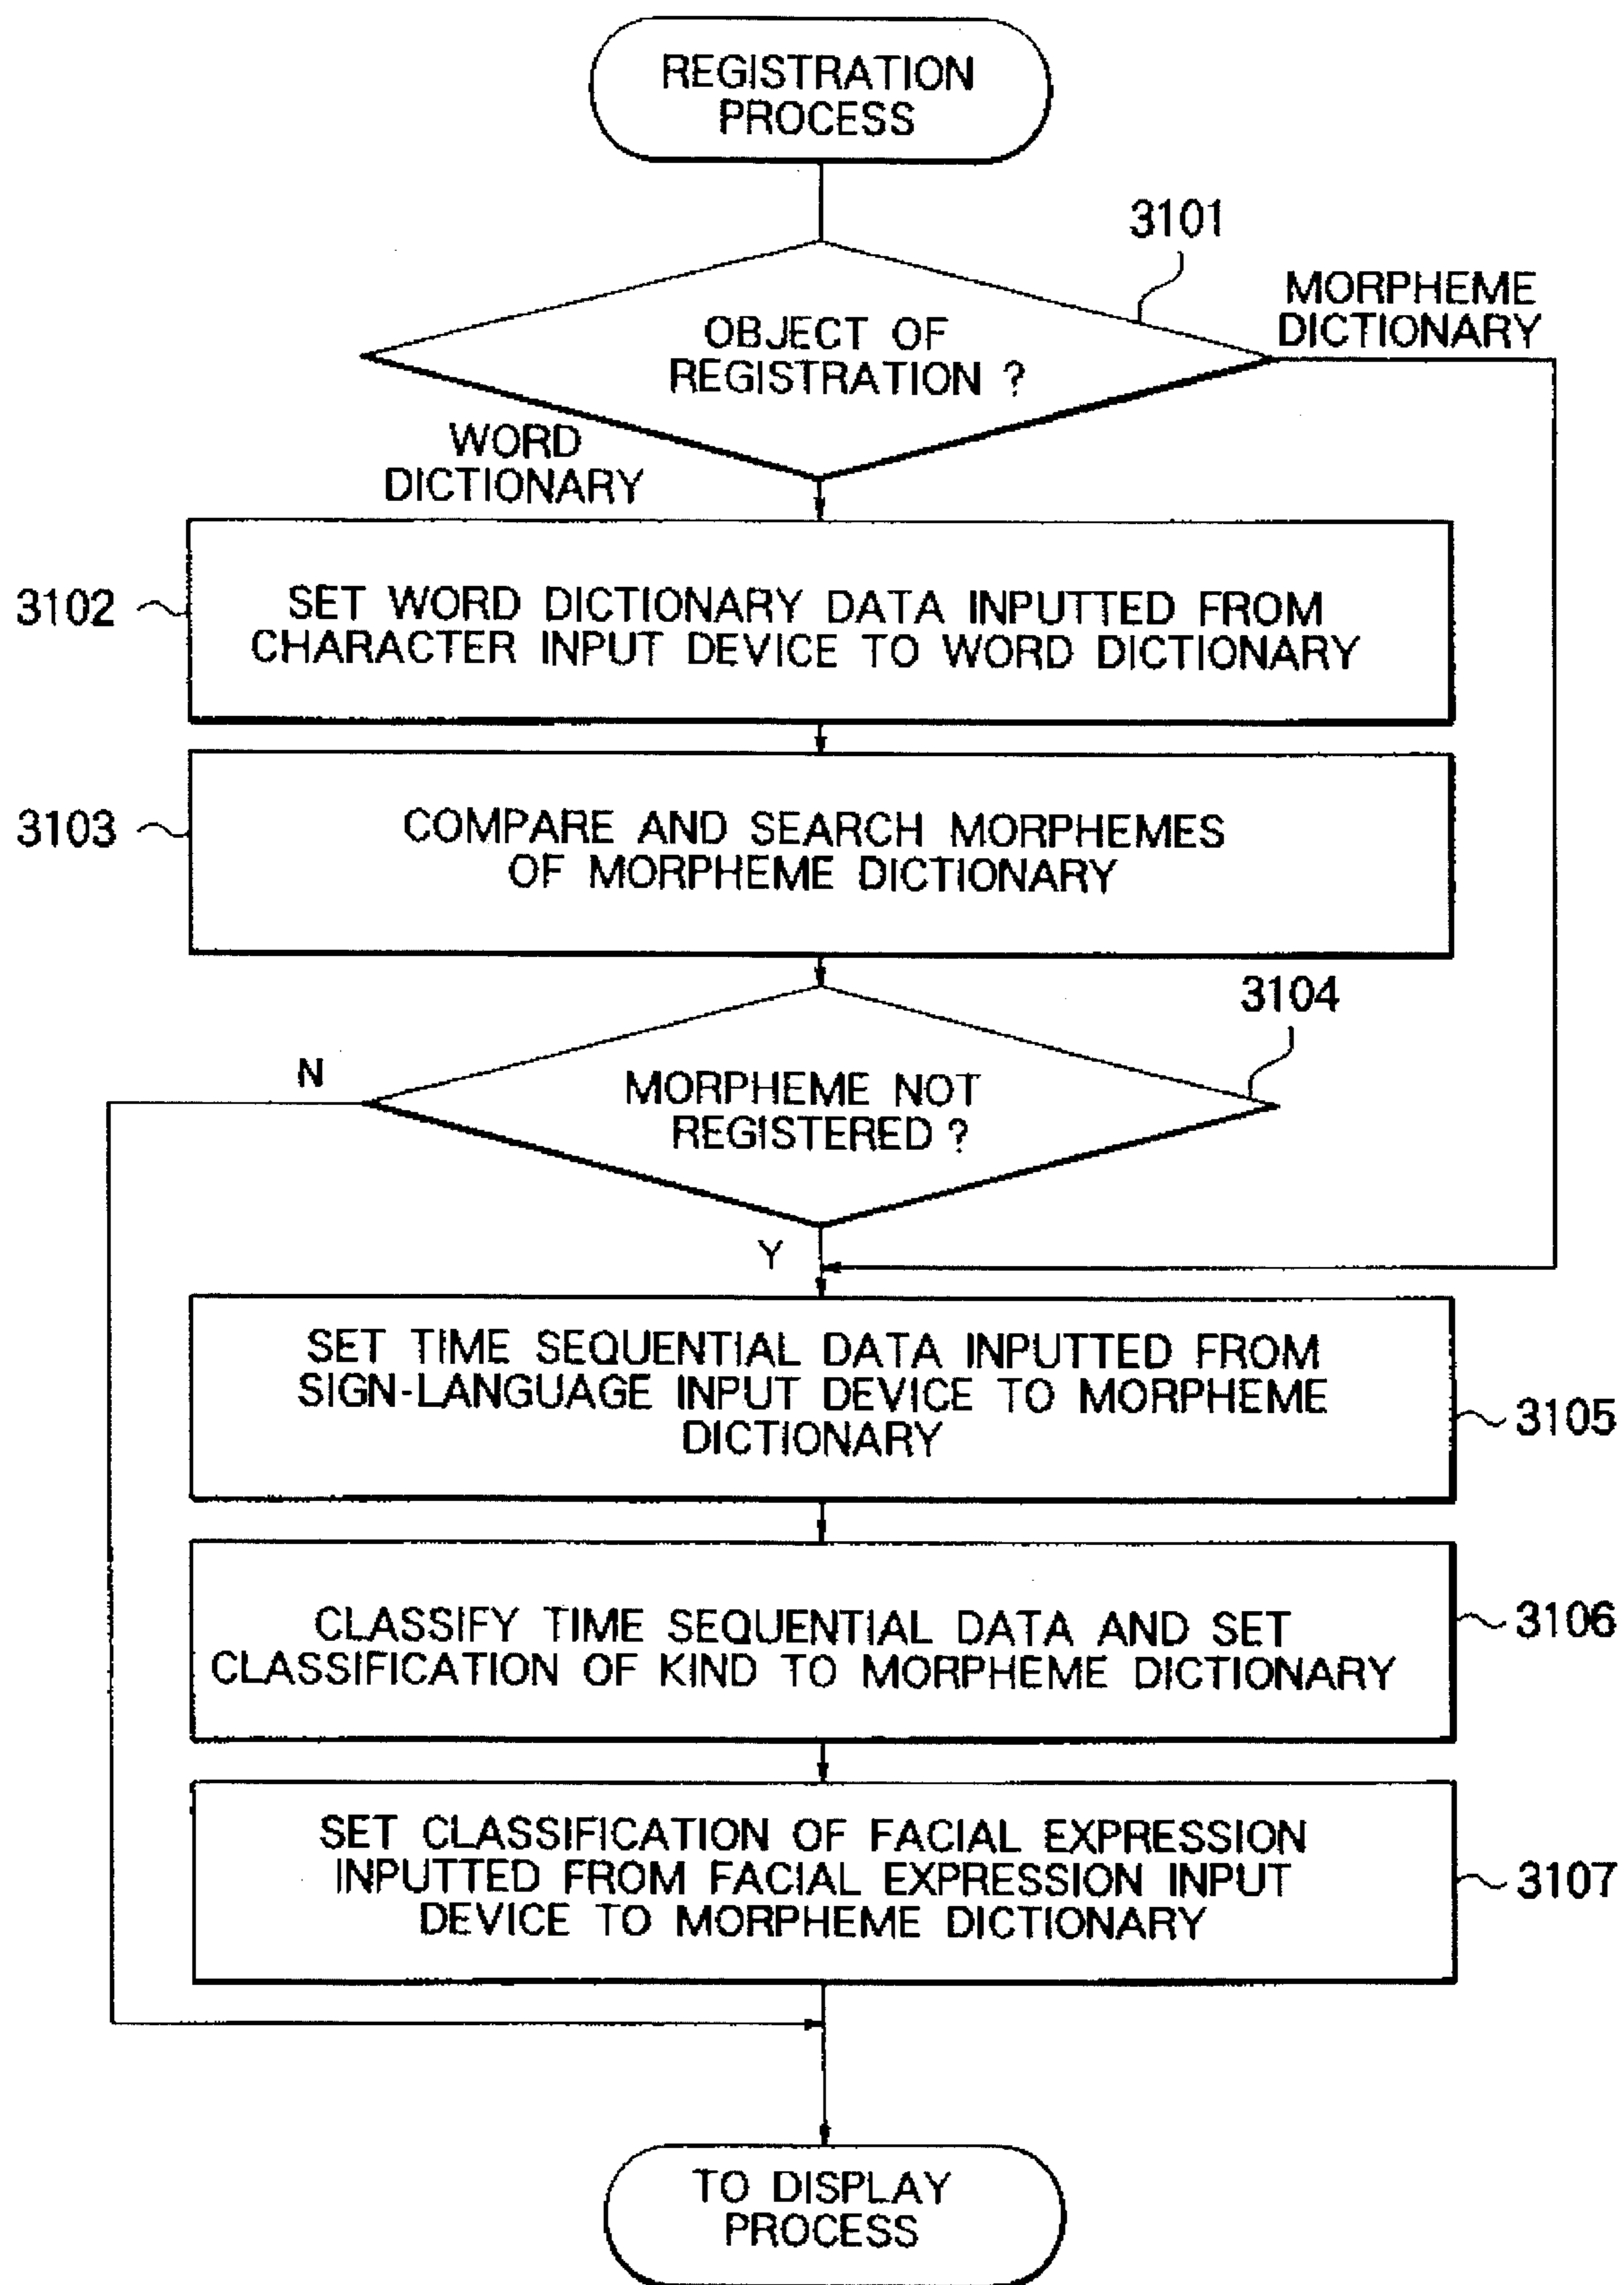 REGISTRATION
PROCESS
3101
MORPHEME
DICTIONARY
OBJECT OF
REGISTRATION ?
WORD
DICTIONARY
3102
SET WORD DICTIONARY DATA INPUTTED FROM
CHARACTER INPUT DEVICE TO WORD DICTIONARY
3103
COMPARE AND SEARCH MORPHEMES
OF MORPHEME DICTIONARY
3104
N
MORPHEME NOT
REGISTERED ?
Y
SET TIME SEQUENTIAL DATA INPUTTED FROM
SIGN-LANGUAGE INPUT DEVICE TO MORPHEME
DICTIONARY
3105
CLASSIFY TIME SEQUENTIAL DATA AND SET
CLASSIFICATION OF KIND TO MORPHEME DICTIONARY
3106
SET CLASSIFICATION OF FACIAL EXPRESSION
INPUTTED FROM FACIAL EXPRESSION INPUT
DEVICE TO MORPHEME DICTIONARY
3107
TO DISPLAY
PROCESS